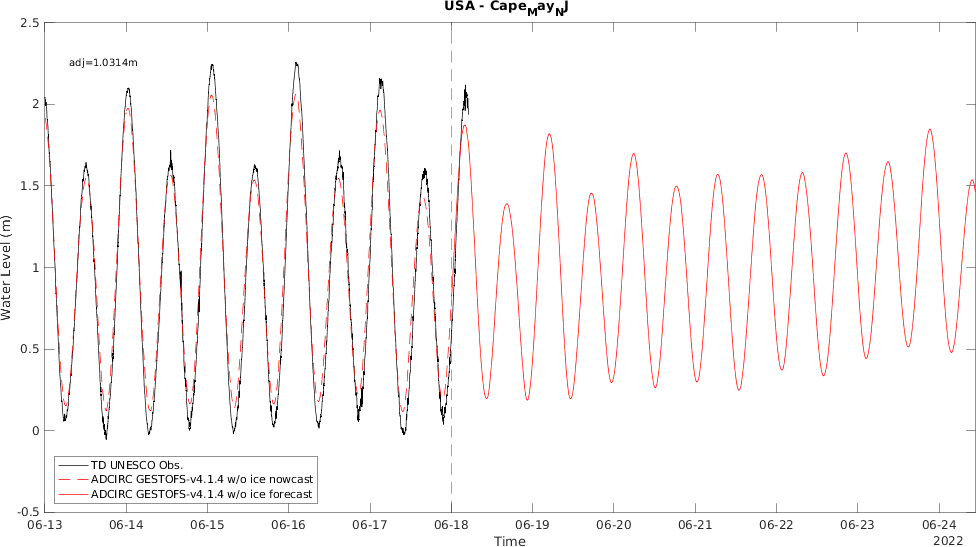 USA - Cape_May_NJ
2.5
adj=1.0314m
2
1.5
1
0.5
0
-0.5
Water Level (m)
TD UNESCO Obs.
ADCIRC GESTOFS-v4.1.4 w/o ice nowcast
ADCIRC GESTOFS-v4.1.4 w/o ice forecast
06-13 06-14 06-15 06-16 06-17 06-18 06-19 06-20 06-21 06-22 06-23 06-24
Time
2022